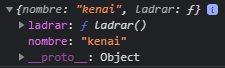 ▼ {nombre: "kenai", ladrar: ƒ} i
▶ ladrar: ƒ ladrar()
nombre: "kenai"
▶ __proto__: Object